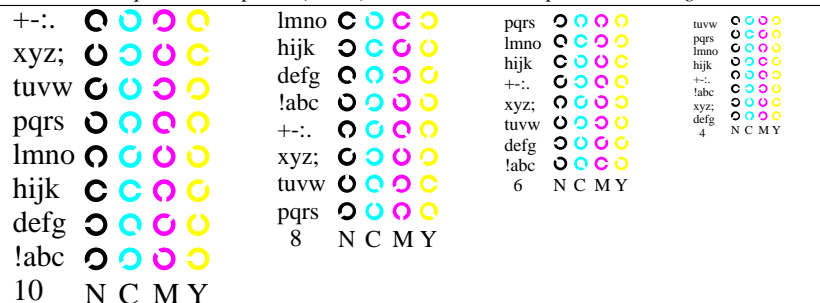 +-:.
xyz;
tuvw
pqrs
lmno
hijk
defg
!abc
10 N C M Y
lmno
hijk
defg
!abc
+-:.
xyz;
tuvw
pqrs
8 N C M Y
pqrs
lmno
hijk
+-:.
xyz;
tuvw
defg
!abc
6 N C M Y
tuvw
pqrs
lmno
hijk
+-:.
!abc
xyz;
defg
4 N C M Y